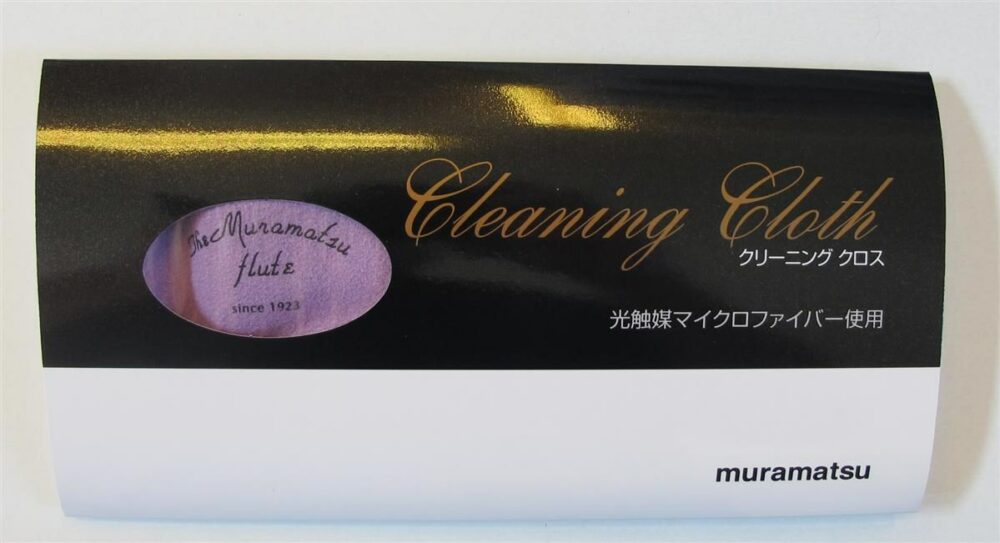 The Muramatsu
flute
since 1923
Cleaning Cloth
クリーニング クロス
光触媒マイクロファイバー使用
muramatsu